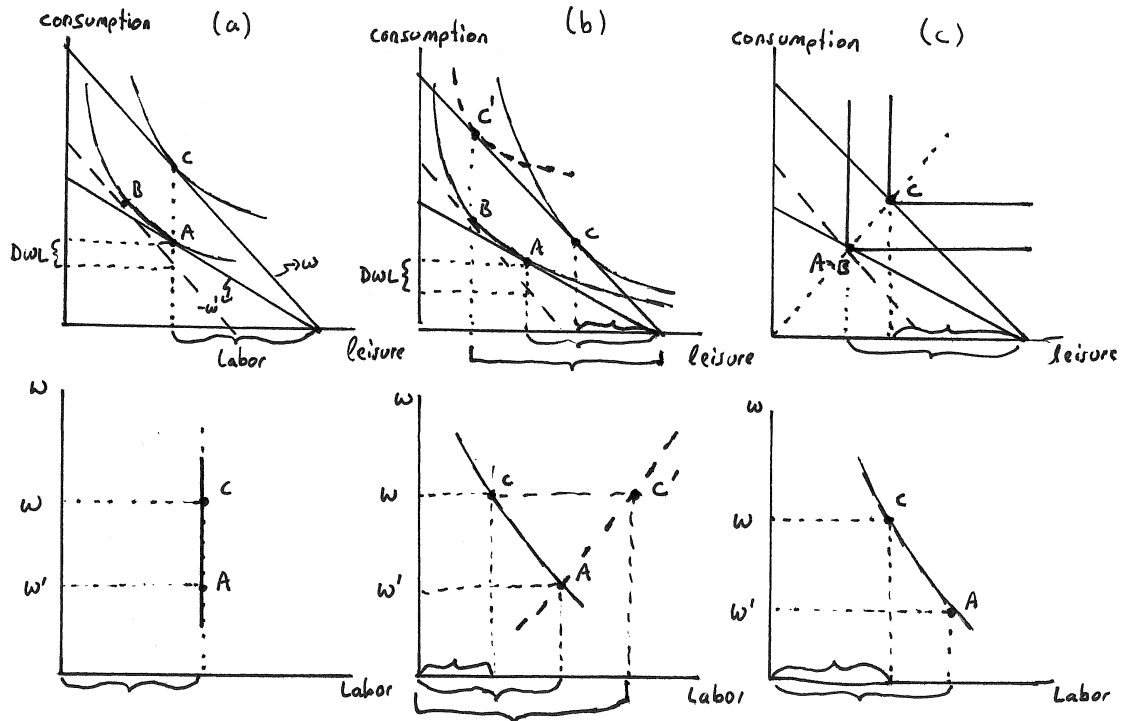 consumption
(a)
C
B
A
DWL
w
-w'
Labor
leisure
consumption
(b)
C'
B
A
C
DWL
leisure
consumption
(c)
C
A=B
leisure
w
w
C
w'
A
Labor
w
w
C
C'
w'
A
Labor
w
w
C
w'
A
Labor